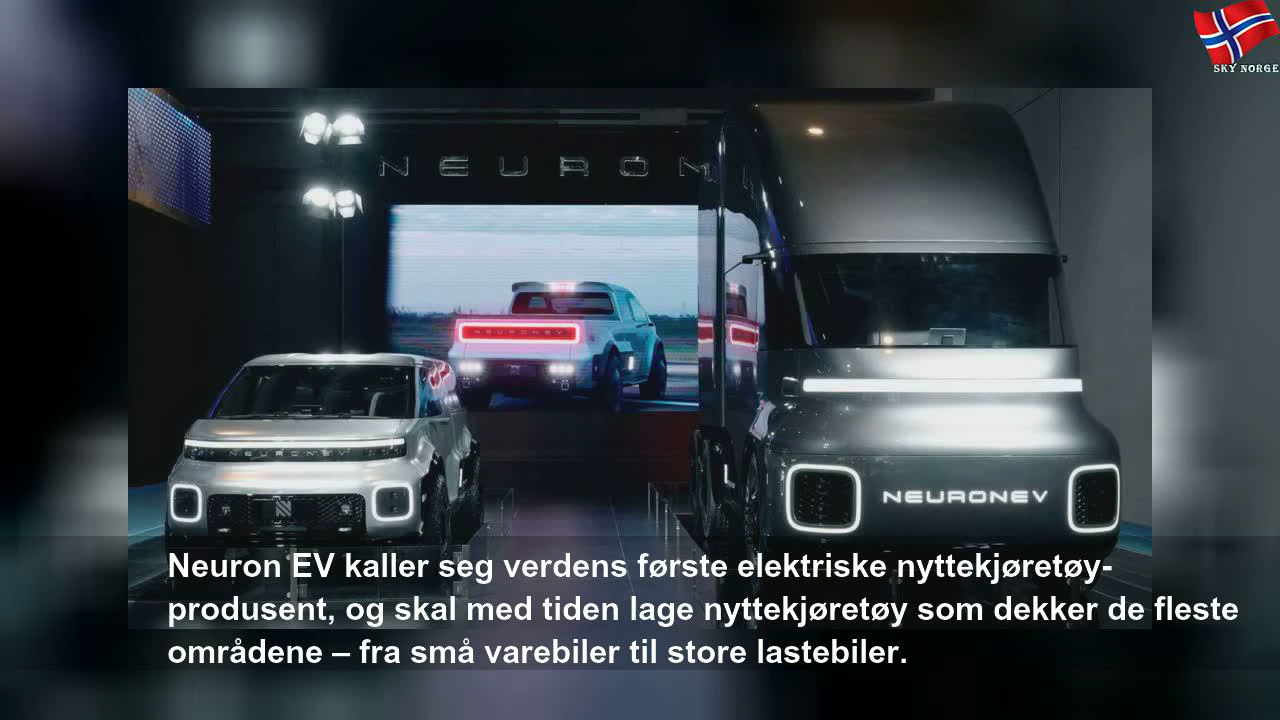 SKY NORGE
NEURON
NEURONEV
NEURONEV
NEURONEV
Neuron EV kaller seg verdens første elektriske nyttekjøretøy-
produsent, og skal med tiden lage nyttekjøretøy som dekker de fleste
områdene – fra små varebiler til store lastebiler.